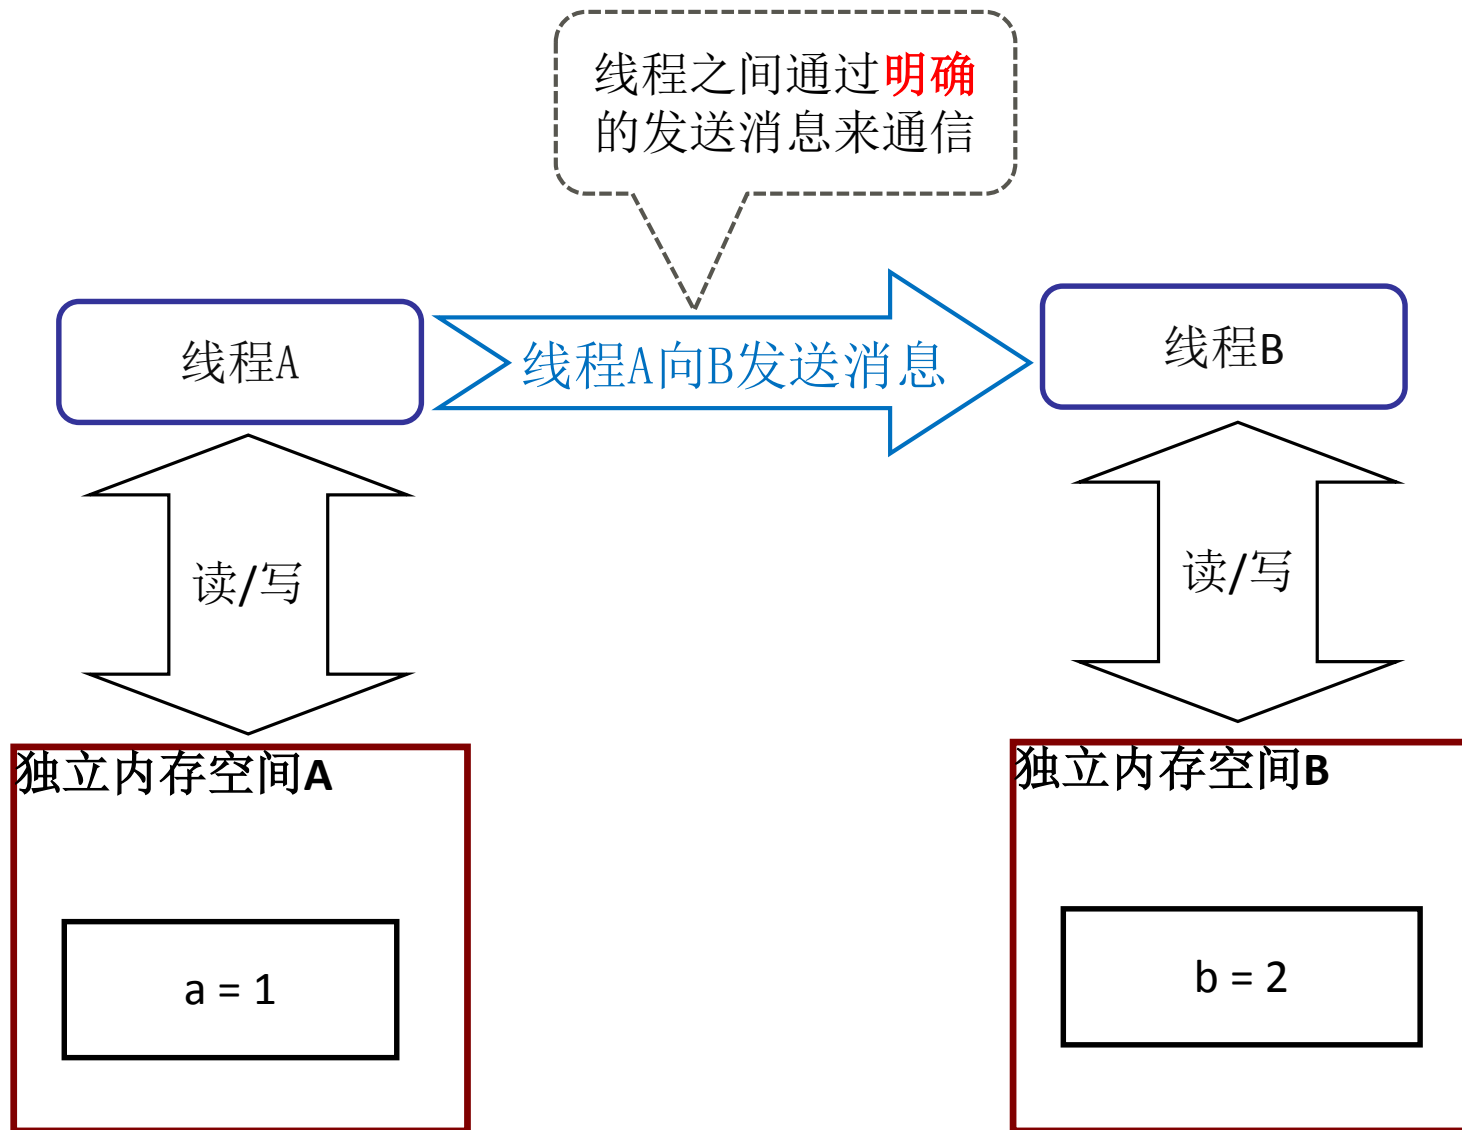 线程之间通过明确
的发送消息来通信
线程A
线程A向B发送消息
线程B
读/写
读/写
独立内存空间A
独立内存空间B
a = 1
b = 2